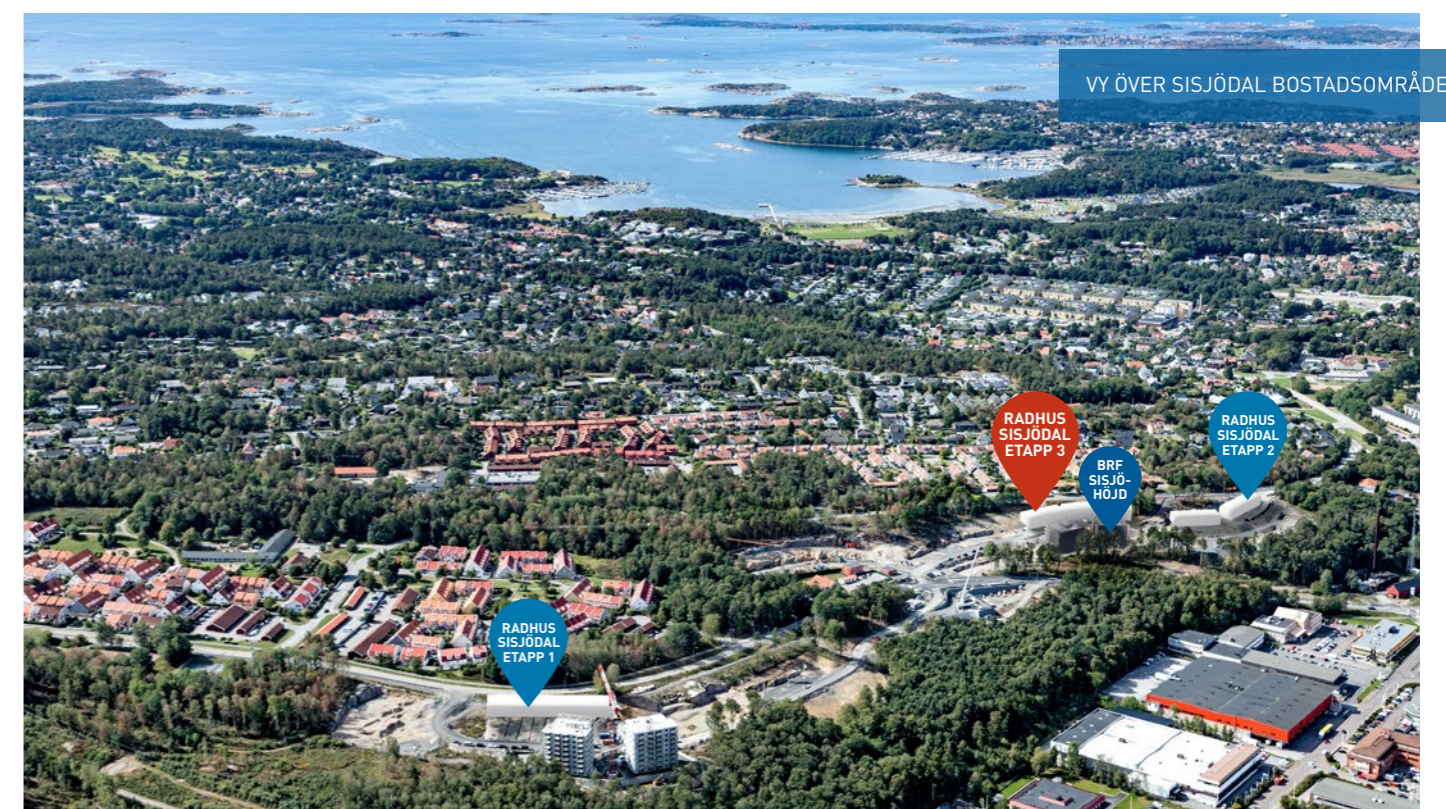 VY ÖVER SISJÖDAL BOSTADSOMRÅDE
RADHUS
SISJÖDAL
ETAPP 3
RADHUS
SISJÖDAL
ETAPP 2
BRF
SISJÖ-
HÖJD
RADHUS
SISJÖDAL
ETAPP 1